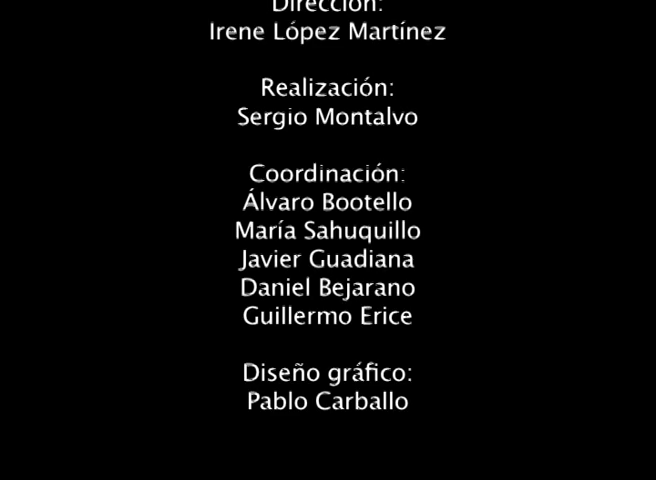 Dirección:
Irene López Martínez
Realización:
Sergio Montalvo
Coordinación:
Álvaro Bootello
María Sahuquillo
Javier Guadiana
Daniel Bejarano
Guillermo Erice
Diseño gráfico:
Pablo Carballo